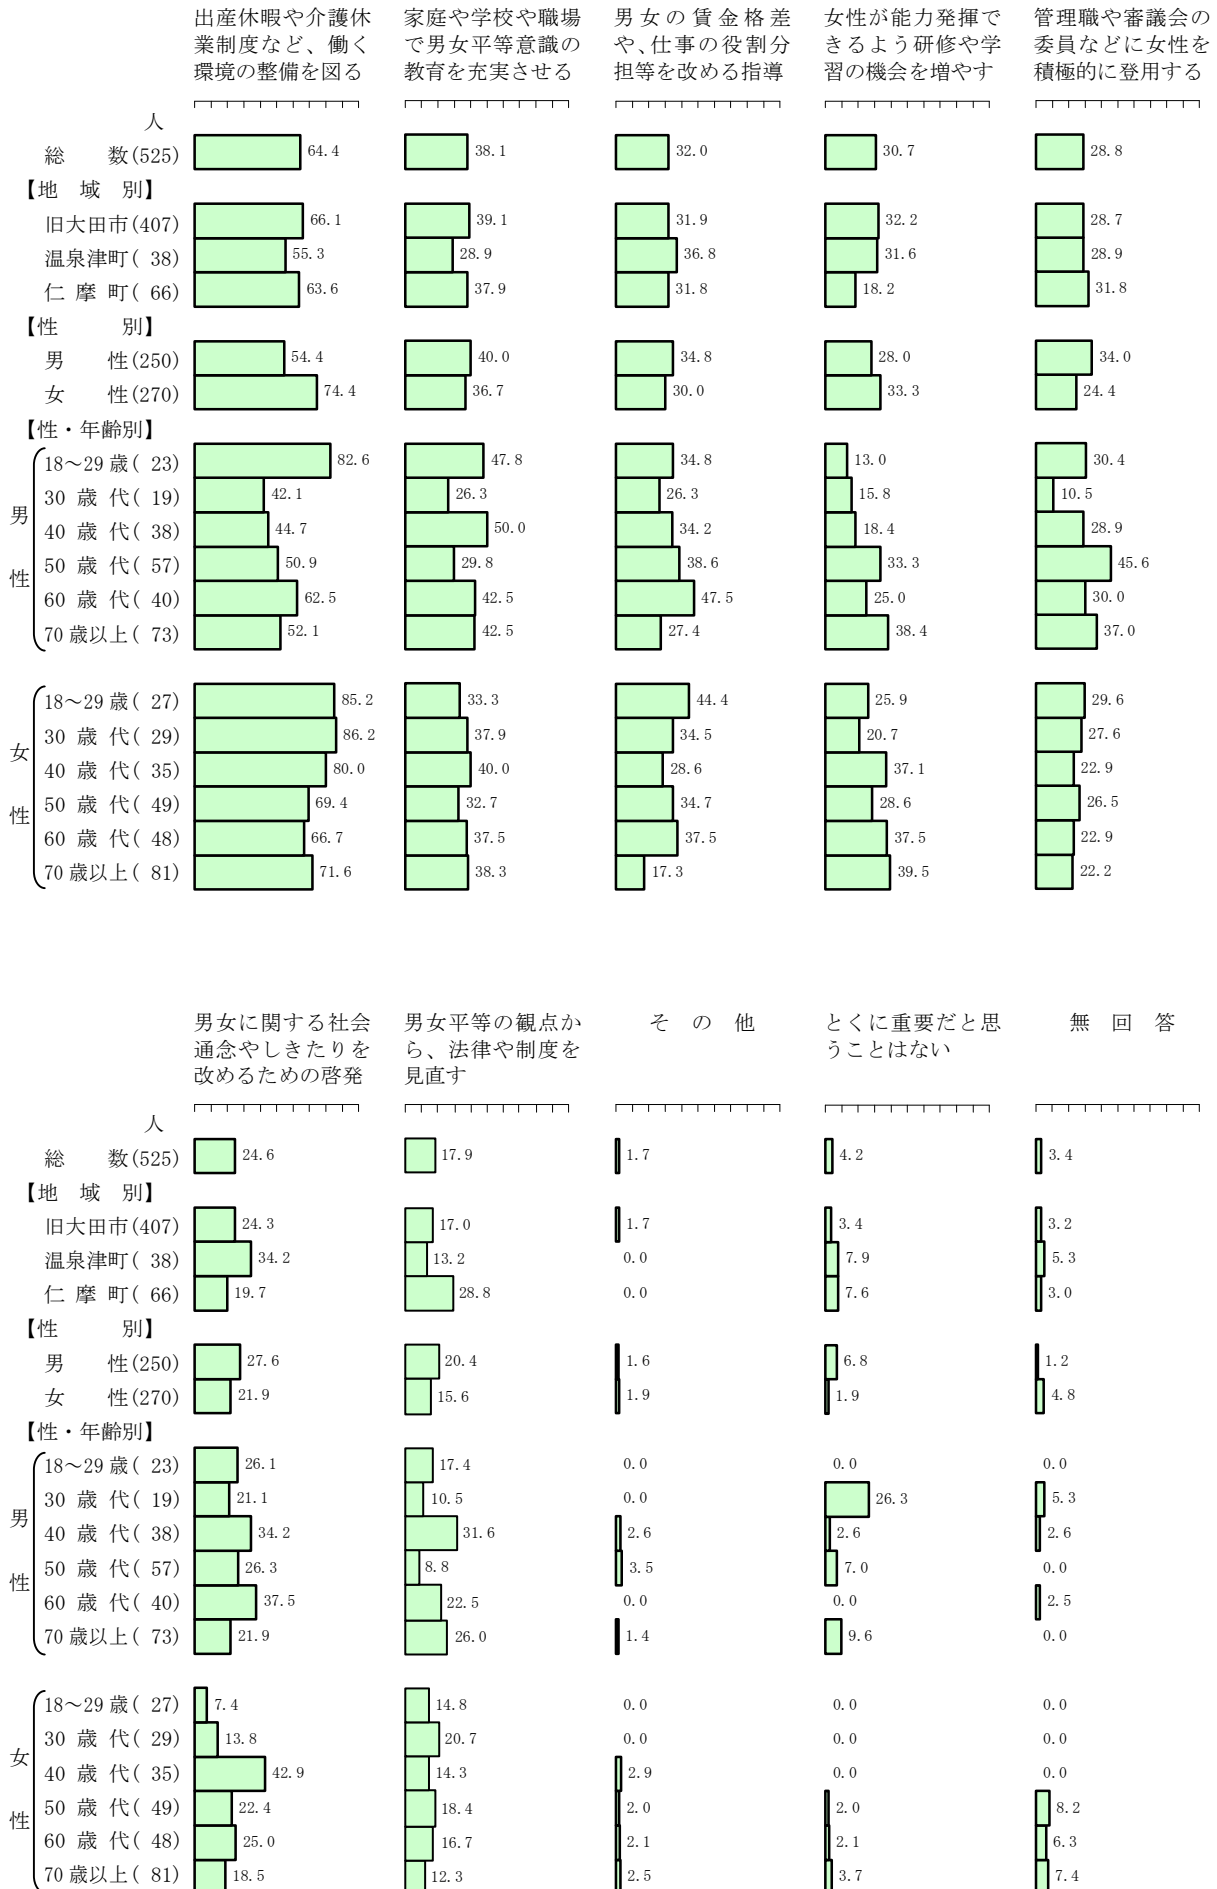 出産休暇や介護休 家庭や学校や職場 男女の賃金格差 女性が能力発揮で 管理職や審議会の
業制度など、働く で男女平等意識の や、仕事の役割分 きるよう研修や学 委員などに女性を
環境の整備を図る 教育を充実させる 担等を改める指導 習の機会を増やす 積極的に登用する
人
総　　数(525) 64.4 38.1 32.0 30.7 28.8
【地　域　別】
旧大田市(407) 66.1 39.1 31.9 32.2 28.7
温泉津町( 38) 55.3 28.9 36.8 31.6 28.9
仁 摩 町( 66) 63.6 37.9 31.8 18.2 31.8
【性　　　別】
男　　性(250) 54.4 40.0 34.8 28.0 34.0
女　　性(270) 74.4 36.7 30.0 33.3 24.4
【性・年齢別】
18～29 歳( 23) 82.6 47.8 34.8 13.0 30.4
30 歳 代( 19) 42.1 26.3 26.3 15.8 10.5
男
40 歳 代( 38) 44.7 50.0 34.2 18.4 28.9
50 歳 代( 57) 50.9 29.8 38.6 33.3 45.6
性
60 歳 代( 40) 62.5 42.5 47.5 25.0 30.0
70 歳以上( 73) 52.1 42.5 27.4 38.4 37.0
18～29 歳( 27) 85.2 33.3 44.4 25.9 29.6
30 歳 代( 29) 86.2 37.9 34.5 20.7 27.6
女
40 歳 代( 35) 80.0 40.0 28.6 37.1 22.9
50 歳 代( 49) 69.4 32.7 34.7 28.6 26.5
性
60 歳 代( 48) 66.7 37.5 37.5 37.5 22.9
70 歳以上( 81) 71.6 38.3 17.3 39.5 22.2
男女に関する社会 男女平等の観点か そ　の　他 とくに重要だと思 無　回　答
通念やしきたりを ら、法律や制度を うことはない
改めるための啓発 見直す
人
総　　数(525) 24.6 17.9 1.7 4.2 3.4
【地　域　別】
旧大田市(407) 24.3 17.0 1.7 3.4 3.2
温泉津町( 38) 34.2 13.2 0.0 7.9 5.3
仁 摩 町( 66) 19.7 28.8 0.0 7.6 3.0
【性　　　別】
男　　性(250) 27.6 20.4 1.6 6.8 1.2
女　　性(270) 21.9 15.6 1.9 1.9 4.8
【性・年齢別】
18～29 歳( 23) 26.1 17.4 0.0 0.0 0.0
30 歳 代( 19) 21.1 10.5 0.0 26.3 5.3
男
40 歳 代( 38) 34.2 31.6 2.6 2.6 2.6
50 歳 代( 57) 26.3 8.8 3.5 7.0 0.0
性
60 歳 代( 40) 37.5 22.5 0.0 0.0 2.5
70 歳以上( 73) 21.9 26.0 1.4 9.6 0.0
18～29 歳( 27) 7.4 14.8 0.0 0.0 0.0
30 歳 代( 29) 13.8 20.7 0.0 0.0 0.0
女
40 歳 代( 35) 42.9 14.3 2.9 0.0 0.0
50 歳 代( 49) 22.4 18.4 2.0 2.0 8.2
性
60 歳 代( 48) 25.0 16.7 2.1 2.1 6.3
70 歳以上( 81) 18.5 12.3 2.5 3.7 7.4